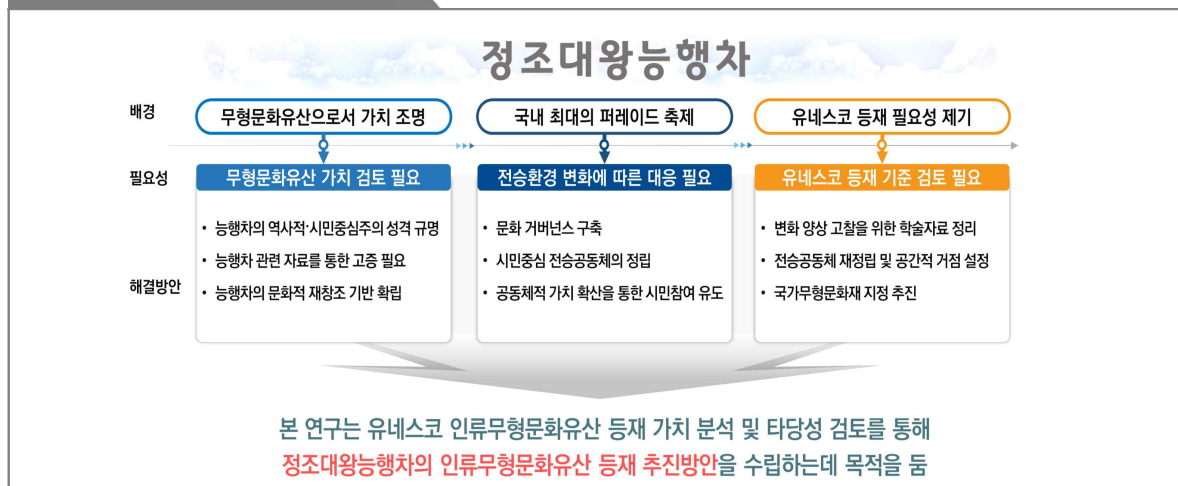 정조대왕능행차
배경
무형문화유산으로서 가치 조명
국내 최대의 퍼레이드 축제
유네스코 등재 필요성 제기
필요성
무형문화유산 가치 검토 필요
전승환경 변화에 따른 대응 필요
유네스코 등재 기준 검토 필요
해결방안
• 능행차의 역사적·시민중심주의 성격 규명
• 능행차 관련 자료를 통한 고증 필요
• 능행차의 문화적 재창조 기반 확립
• 문화 거버넌스 구축
• 시민중심 전승공동체의 정립
• 공동체적 가치 확산을 통한 시민참여 유도
• 변화 양상 고찰을 위한 학술자료 정리
• 전승공동체 재정립 및 공간적 거점 설정
• 국가무형문화재 지정 추진
본 연구는 유네스코 인류무형문화유산 등재 가치 분석 및 타당성 검토를 통해
정조대왕능행차의 인류무형문화유산 등재 추진방안을 수립하는데 목적을 둠